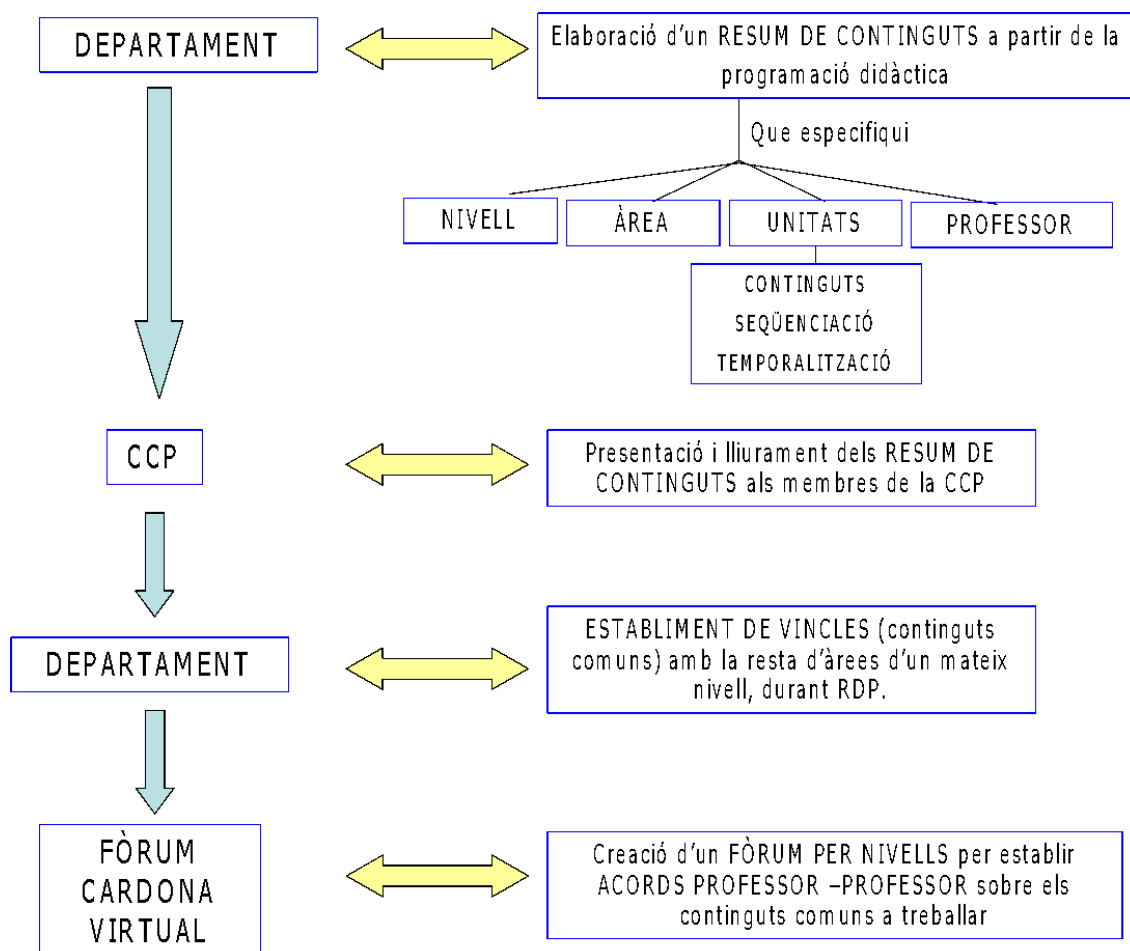 DEPARTAMENT
Elaboració d'un RESUM DE CONTINGUTS a partir de la
programació didàctica
Que especifiqui
NIVELL
ÀREA
UNITATS
PROFESSOR
CONTINGUTS
SEQÜENCIACIÓ
TEMPORALITZACIÓ
CCP
Presentació i lliurament dels RESUM DE
CONTINGUTS als membres de la CCP
DEPARTAMENT
ESTABLIMENT DE VINCLES (continguts
comuns) amb la resta d'àrees d'un mateix
nivell, durant RDP.
FÒRUM
CARDONA
VIRTUAL
Creació d'un FÒRUM PER NIVELLS per establir
ACORDS PROFESSOR –PROFESSOR sobre els
continguts comuns a treballar